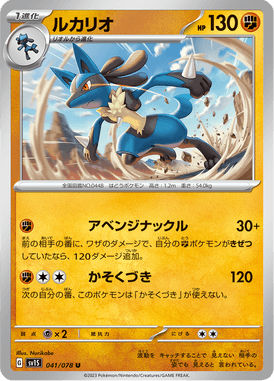 1進化 ルカリオ HP 130
リオルから進化
全国図鑑NO.0448 はどうポケモン 高さ：1.2m 重さ：54.0kg
アベンジナックル 30+
前の相手の番に、ワザのダメージで、自分のポケモンがきぜつ
していたなら、120ダメージ追加。
かそくづき 120
次の自分の番、このポケモンは「かそくづき」が使えない。
弱点 ×2 抵抗力 にげる
illus. Nurikabe
G SV1S 041/078 U
©2023 Pokémon/Nintendo/Creatures/GAME FREAK.